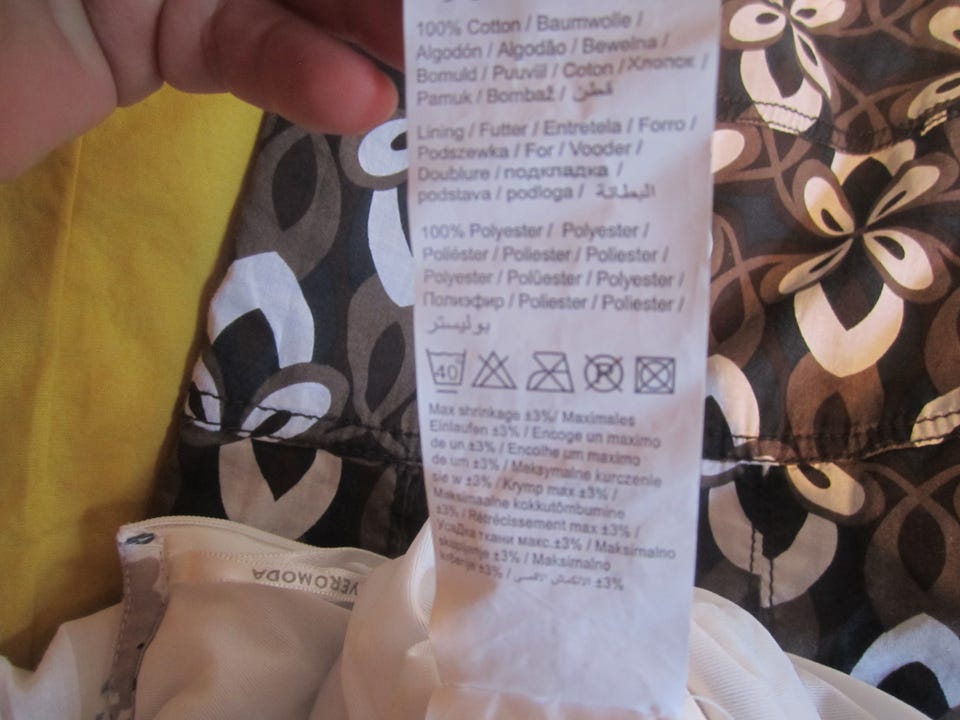 100% Cotton / Baumwolle /
Algodón / Algodão / Bewelna /
Bomuld / Puuvill / Coton / Хлопок /
Pamuk / Bombaž / قطن
Lining / Futter / Entretela / Forro /
Podszewka / For / Vooder /
Doublure / подкладка /
podstava / podloga / البطانة
100% Polyester / Polyester /
Poliéster / Poliester / Poliester /
Polyester / Polüester / Polyester /
Полиэфир / Poliester / Poliester /
بوليستر
40
P
Max shrinkage ±3%/ Maximales
Einlaufen ±3% / Encoge un maximo
de un.±3% / Encolhe um maximo
de um ±3% / Maksymalne kurczenie
sie w ±3% / Krymp max ±3% /
Maksimaalne kokkutõmbumine
±3% / Rétrécissement max ±3% /
Усадка ткани макс.±3% / Maksimalno
skupljenje ±3% / Maksimalno
krčenje ±3% / الانكماش الاقصى ±3%
VEROMODA